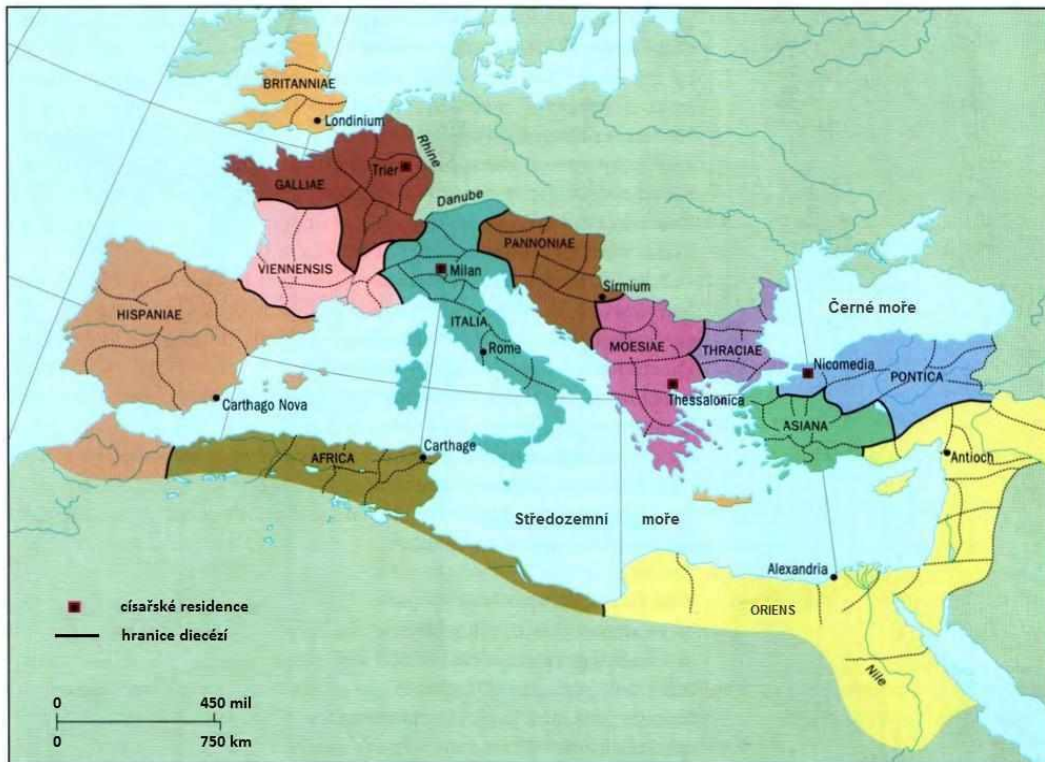 BRITANNIAE
Londinium
Rhine
Trier
GALLIAE
Danube
PANNONIAE
VIENNENSIS
Milan
Sirmium
HISPANIAE
ITALIA
Černé moře
MOESIAE
THRACIAE
Rome
Nicomedia
PONTICA
Carthago Nova
Thessalonica
ASIANA
Carthage
AFRICA
Antioch
Středozemní moře
Alexandria
ORIENS
Nile
císařské residence
hranice diecézí
0 450 mil
0 750 km